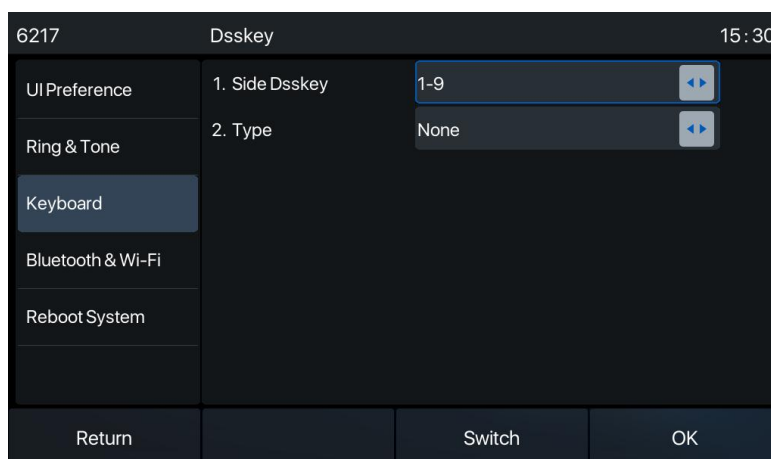 6217 Dsskey 15:30
UI Preference
Ring & Tone
Keyboard
Bluetooth & Wi-Fi
Reboot System
1. Side Dsskey 1-9
2. Type None
Return Switch OK